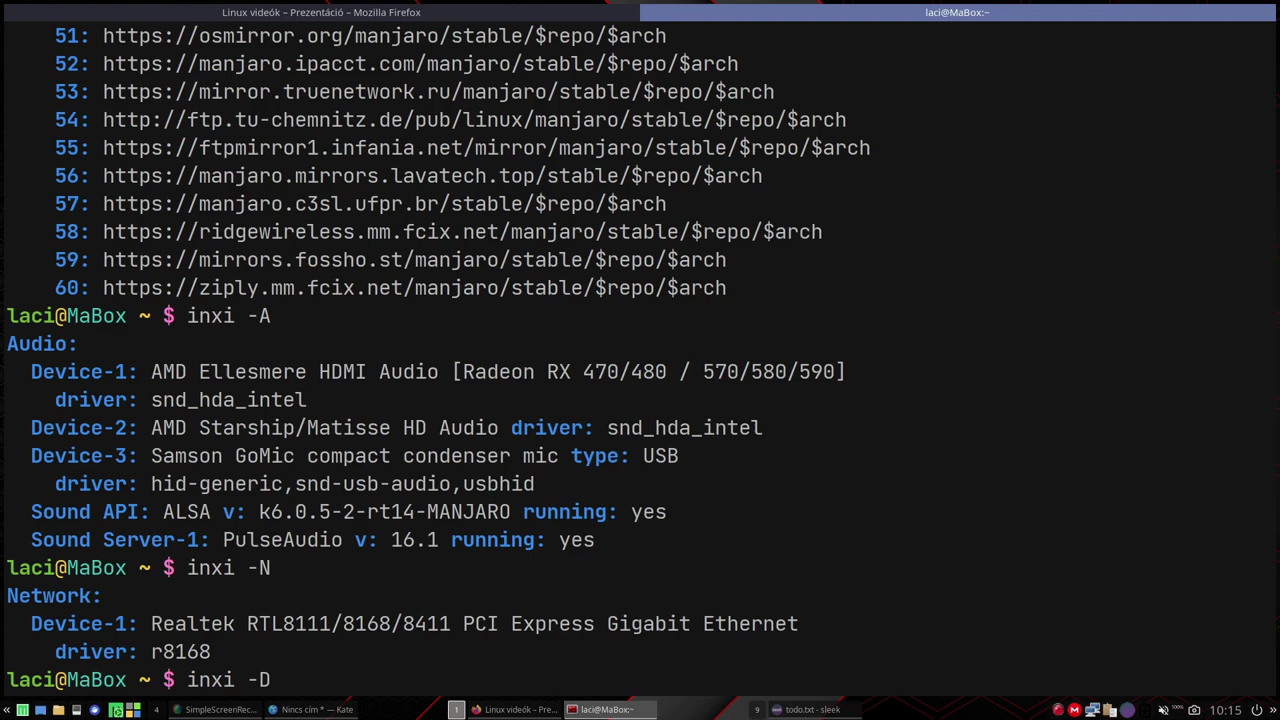 Linux videók – Prezentáció – Mozilla Firefox
laci@MaBox:~
51: https://osmirror.org/manjaro/stable/$repo/$arch
52: https://manjaro.ipacct.com/manjaro/stable/$repo/$arch
53: https://mirror.truenetwork.ru/manjaro/stable/$repo/$arch
54: http://ftp.tu-chemnitz.de/pub/linux/manjaro/stable/$repo/$arch
55: https://ftpmirror1.infania.net/mirror/manjaro/stable/$repo/$arch
56: https://manjaro.mirrors.lavatech.top/stable/$repo/$arch
57: https://manjaro.c3sl.ufpr.br/stable/$repo/$arch
58: https://ridgewireless.mm.fcix.net/manjaro/stable/$repo/$arch
59: https://mirrors.fossho.st/manjaro/stable/$repo/$arch
60: https://ziply.mm.fcix.net/manjaro/stable/$repo/$arch
laci@MaBox ~ $ inxi -A
Audio:
Device-1: AMD Ellesmere HDMI Audio [Radeon RX 470/480 / 570/580/590]
driver: snd_hda_intel
Device-2: AMD Starship/Matisse HD Audio driver: snd_hda_intel
Device-3: Samson GoMic compact condenser mic type: USB
driver: hid-generic,snd-usb-audio,usbhid
Sound API: ALSA v: k6.0.5-2-rt14-MANJARO running: yes
Sound Server-1: PulseAudio v: 16.1 running: yes
laci@MaBox ~ $ inxi -N
Network:
Device-1: Realtek RTL8111/8168/8411 PCI Express Gigabit Ethernet
driver: r8168
laci@MaBox ~ $ inxi -D
« 4 SimpleScreenRec... Nincs cím * — Kate 1 Linux videók – Pre... laci@MaBox:~ 9 todo.txt - sleek 100% 10:15 »